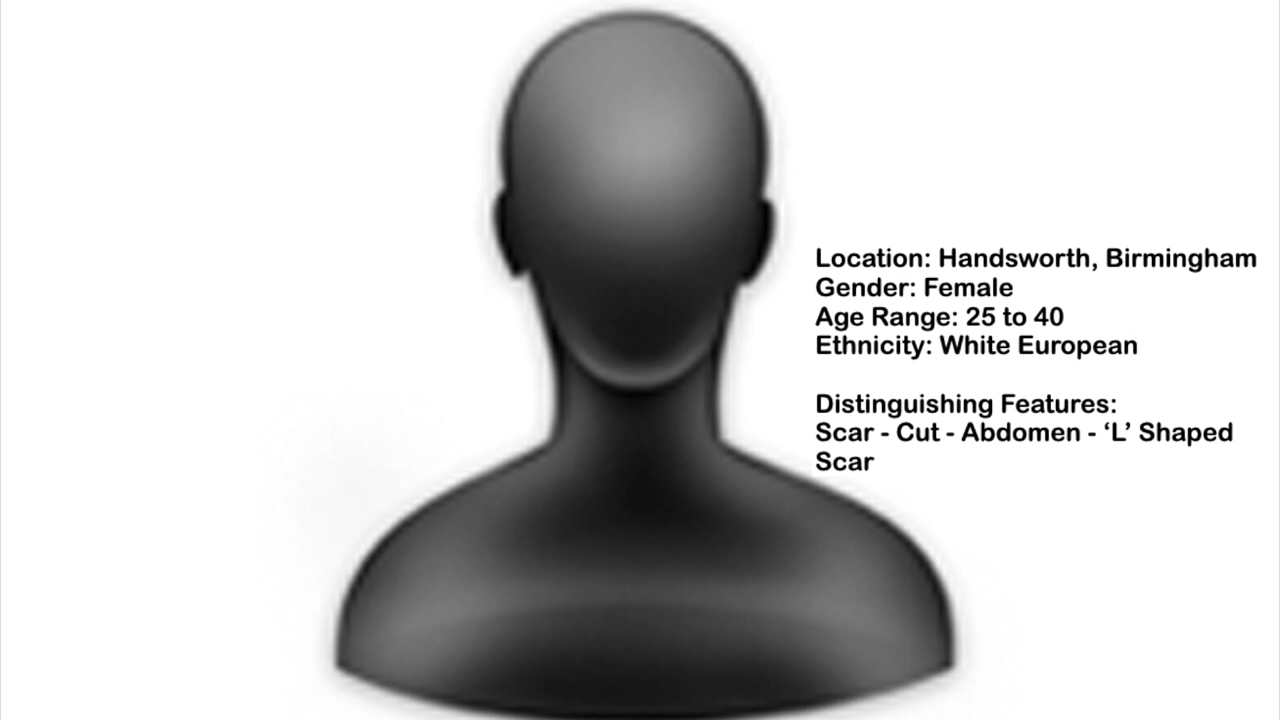 Location: Handsworth, Birmingham
Gender: Female
Age Range: 25 to 40
Ethnicity: White European
Distinguishing Features:
Scar - Cut - Abdomen - ‘L’ Shaped
Scar